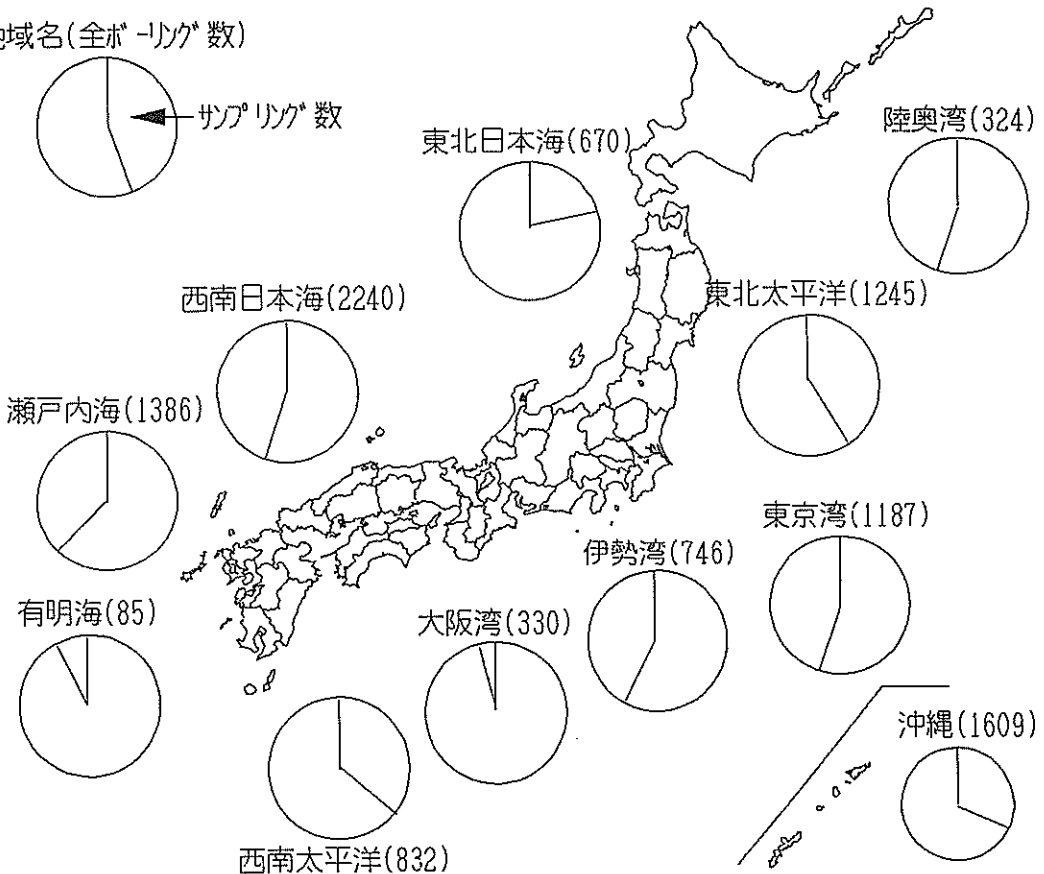 域名(全ボーリング数)
サンプリング数
東北日本海(670)
陸奥湾(324)
西南日本海(2240)
東北太平洋(1245)
瀬戸内海(1386)
東京湾(1187)
伊勢湾(746)
有明海(85)
大阪湾(330)
沖縄(1609)
西南太平洋(832)